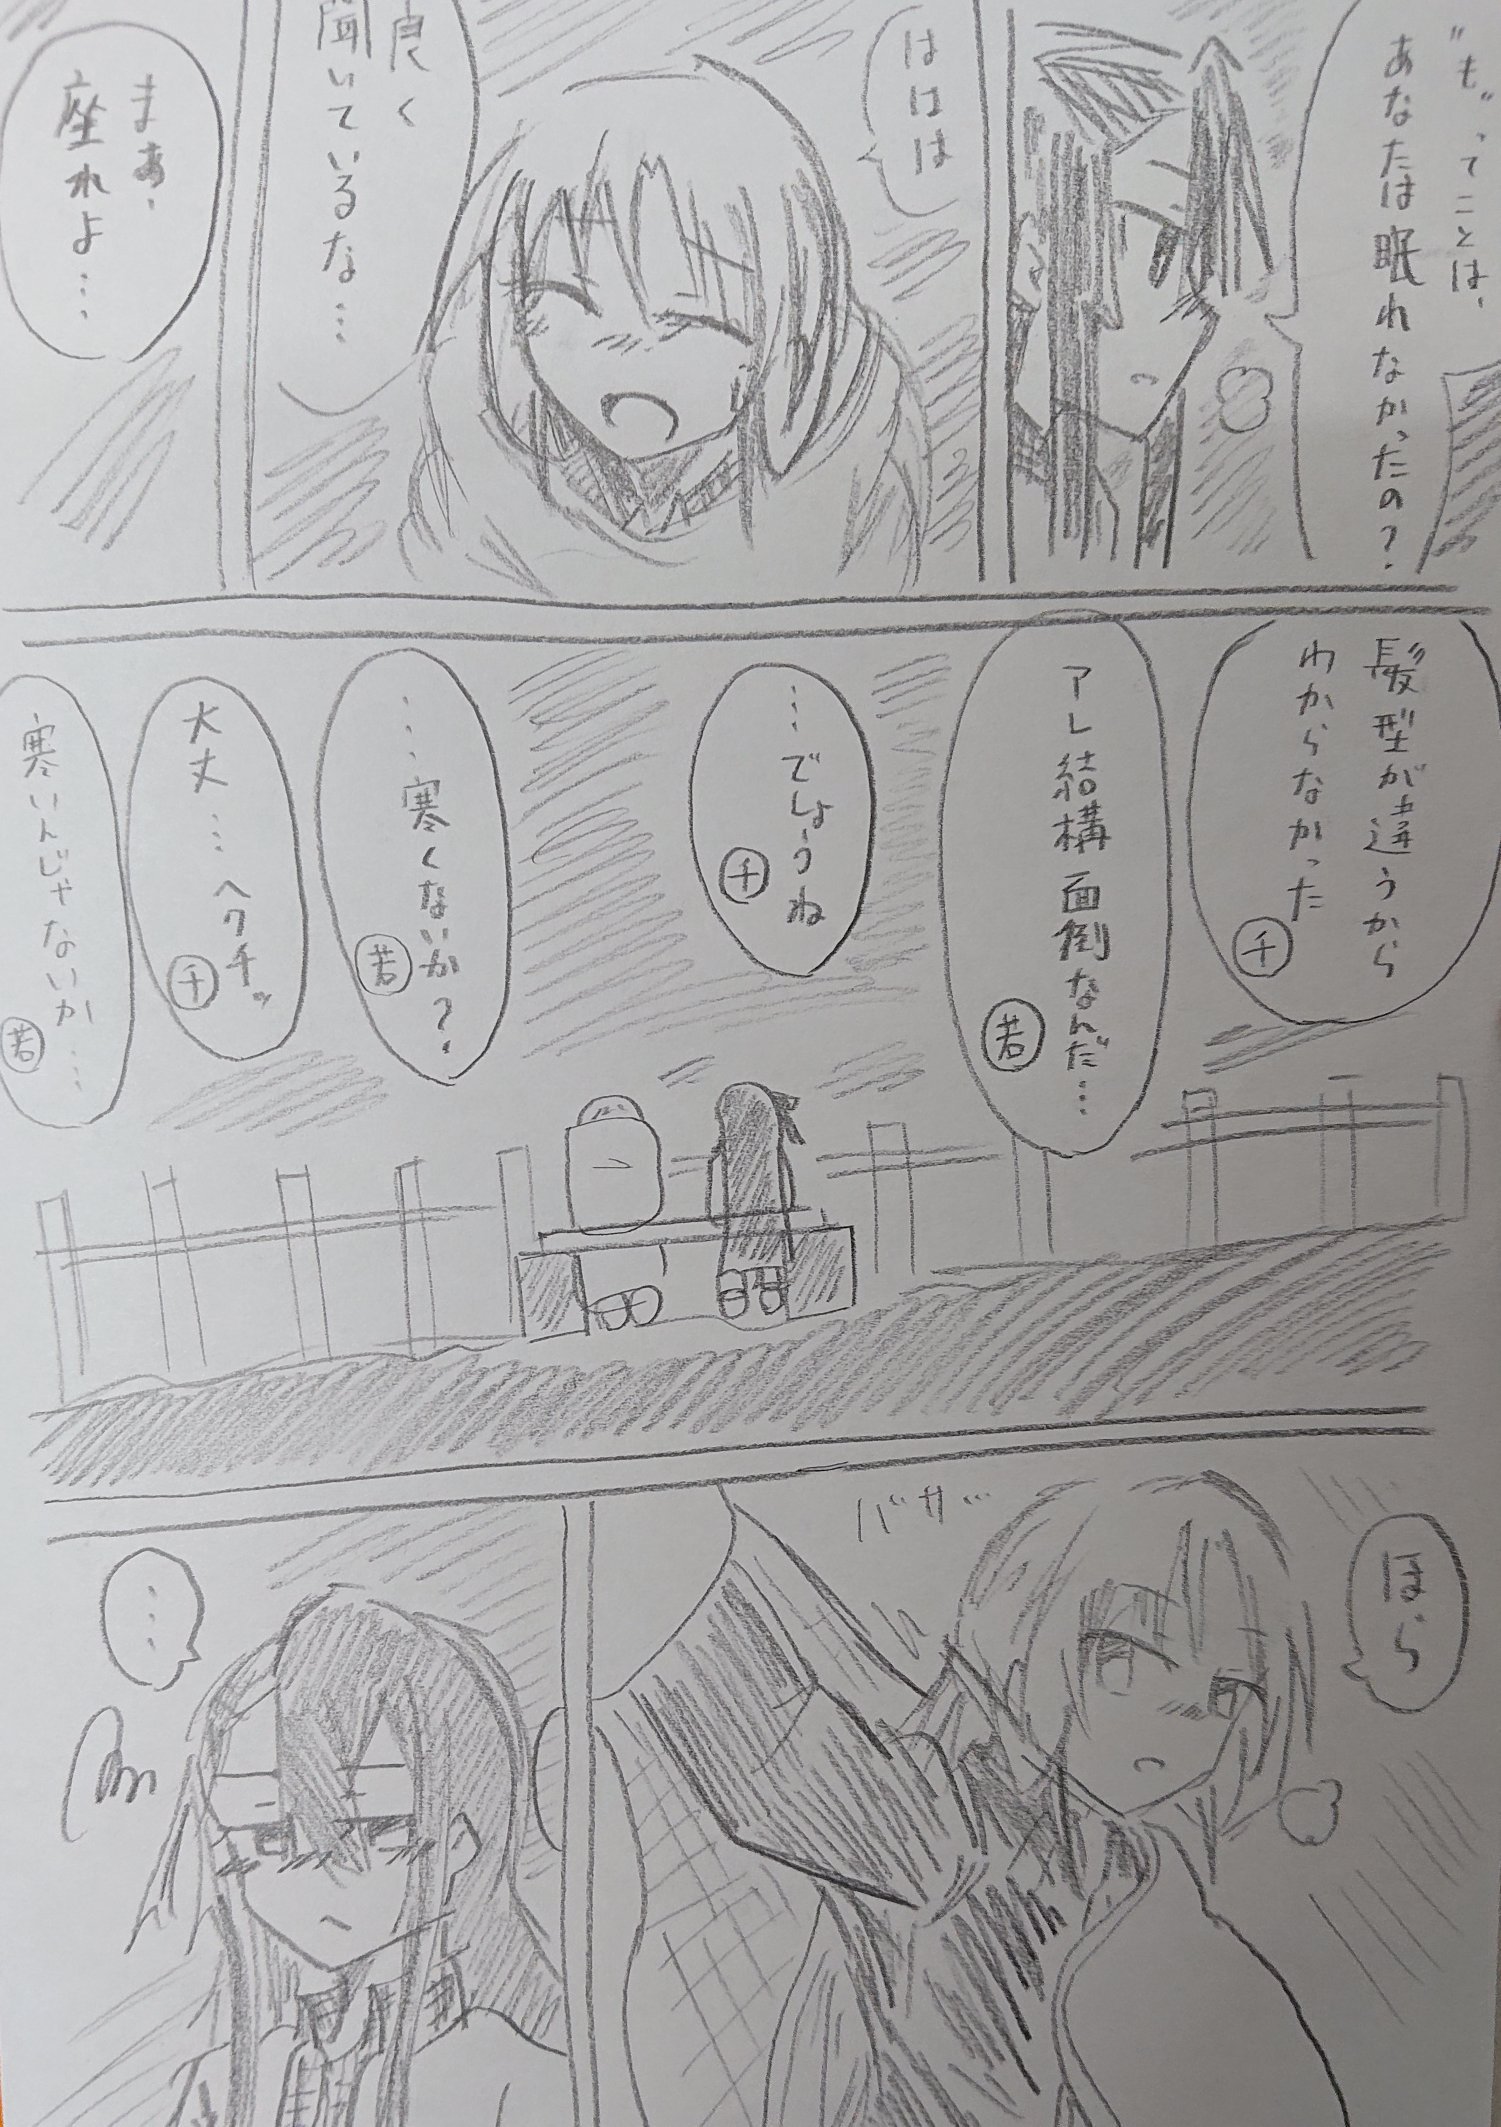 "も"ってことは、
あなたは眠れなかったの？
ははは
良く
聞いているな…
まあ、
座れよ…
髪型が違うから
わからなかった
千
アレ結構面倒なんだ…
若
…でしょうね
千
…寒くないか？
若
大丈…ヘクチッ
千
寒いんじゃないか…
若
ほら
バサッ
…